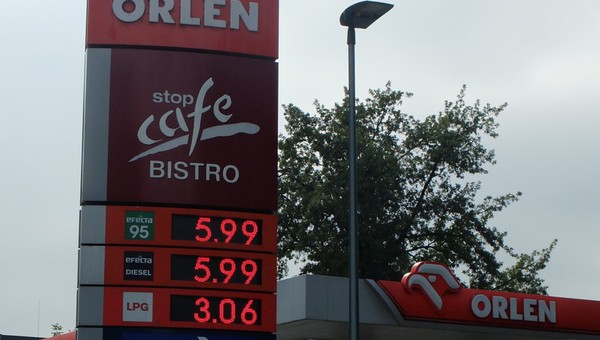 ORLEN
stop
cafe
BISTRO
EFECTA
95
5.99
EFECTA
DIESEL
5.99
LPG
3.06
ORLEN